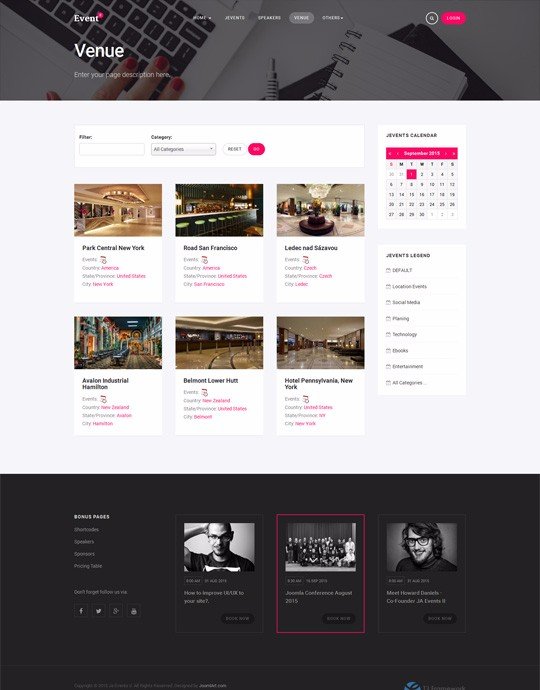 Event
HOME
JEVENTS
SPEAKERS
VENUE
OTHERS
LOGIN
Venue
Enter your page description here.
Filter:
Category:
All Categories
RESET
GO
Park Central New York
Events:
Country: America
State/Province: United States
City: New York
Road San Francisco
Events:
Country: America
State/Province: United States
City: San Francisco
Ledec nad Sázavou
Events:
Country: Czech
State/Province: Czech
City: Ledec
Avalon Industrial
Hamilton
Events:
Country: New Zealand
State/Province: Avalon
City: Hamilton
Belmont Lower Hutt
Events:
Country: New Zealand
State/Province: United States
City: Belmont
Hotel Pennsylvania, New
York
Events:
Country: United States
State/Province: NY
City: New York
JEVENTS CALENDAR
« ‹ September 2015 › »
S M T W T F S
30 31 1 2 3 4 5
6 7 8 9 10 11 12
13 14 15 16 17 18 19
20 21 22 23 24 25 26
27 28 29 30 1 2 3
JEVENTS LEGEND
DEFAULT
Location Events
Social Media
Planing
Technology
Ebooks
Entertainment
All Categories ...
BONUS PAGES
Shortcodes
Speakers
Sponsors
Pricing Table
Don't forget follow us via.
8:00 AM 31 AUG 2015
How to improve UI/UX to
your site?.
BOOK NOW
8:30 AM 16 SEP 2015
Joomla Conference August
2015
BOOK NOW
8:00 AM 31 AUG 2015
Meet Howard Daniels -
Co-Founder JA Events II
BOOK NOW
Copyright © 2015 Ja Events II. All Rights Reserved. Designed by JoomlArt.com.
T3 Framework